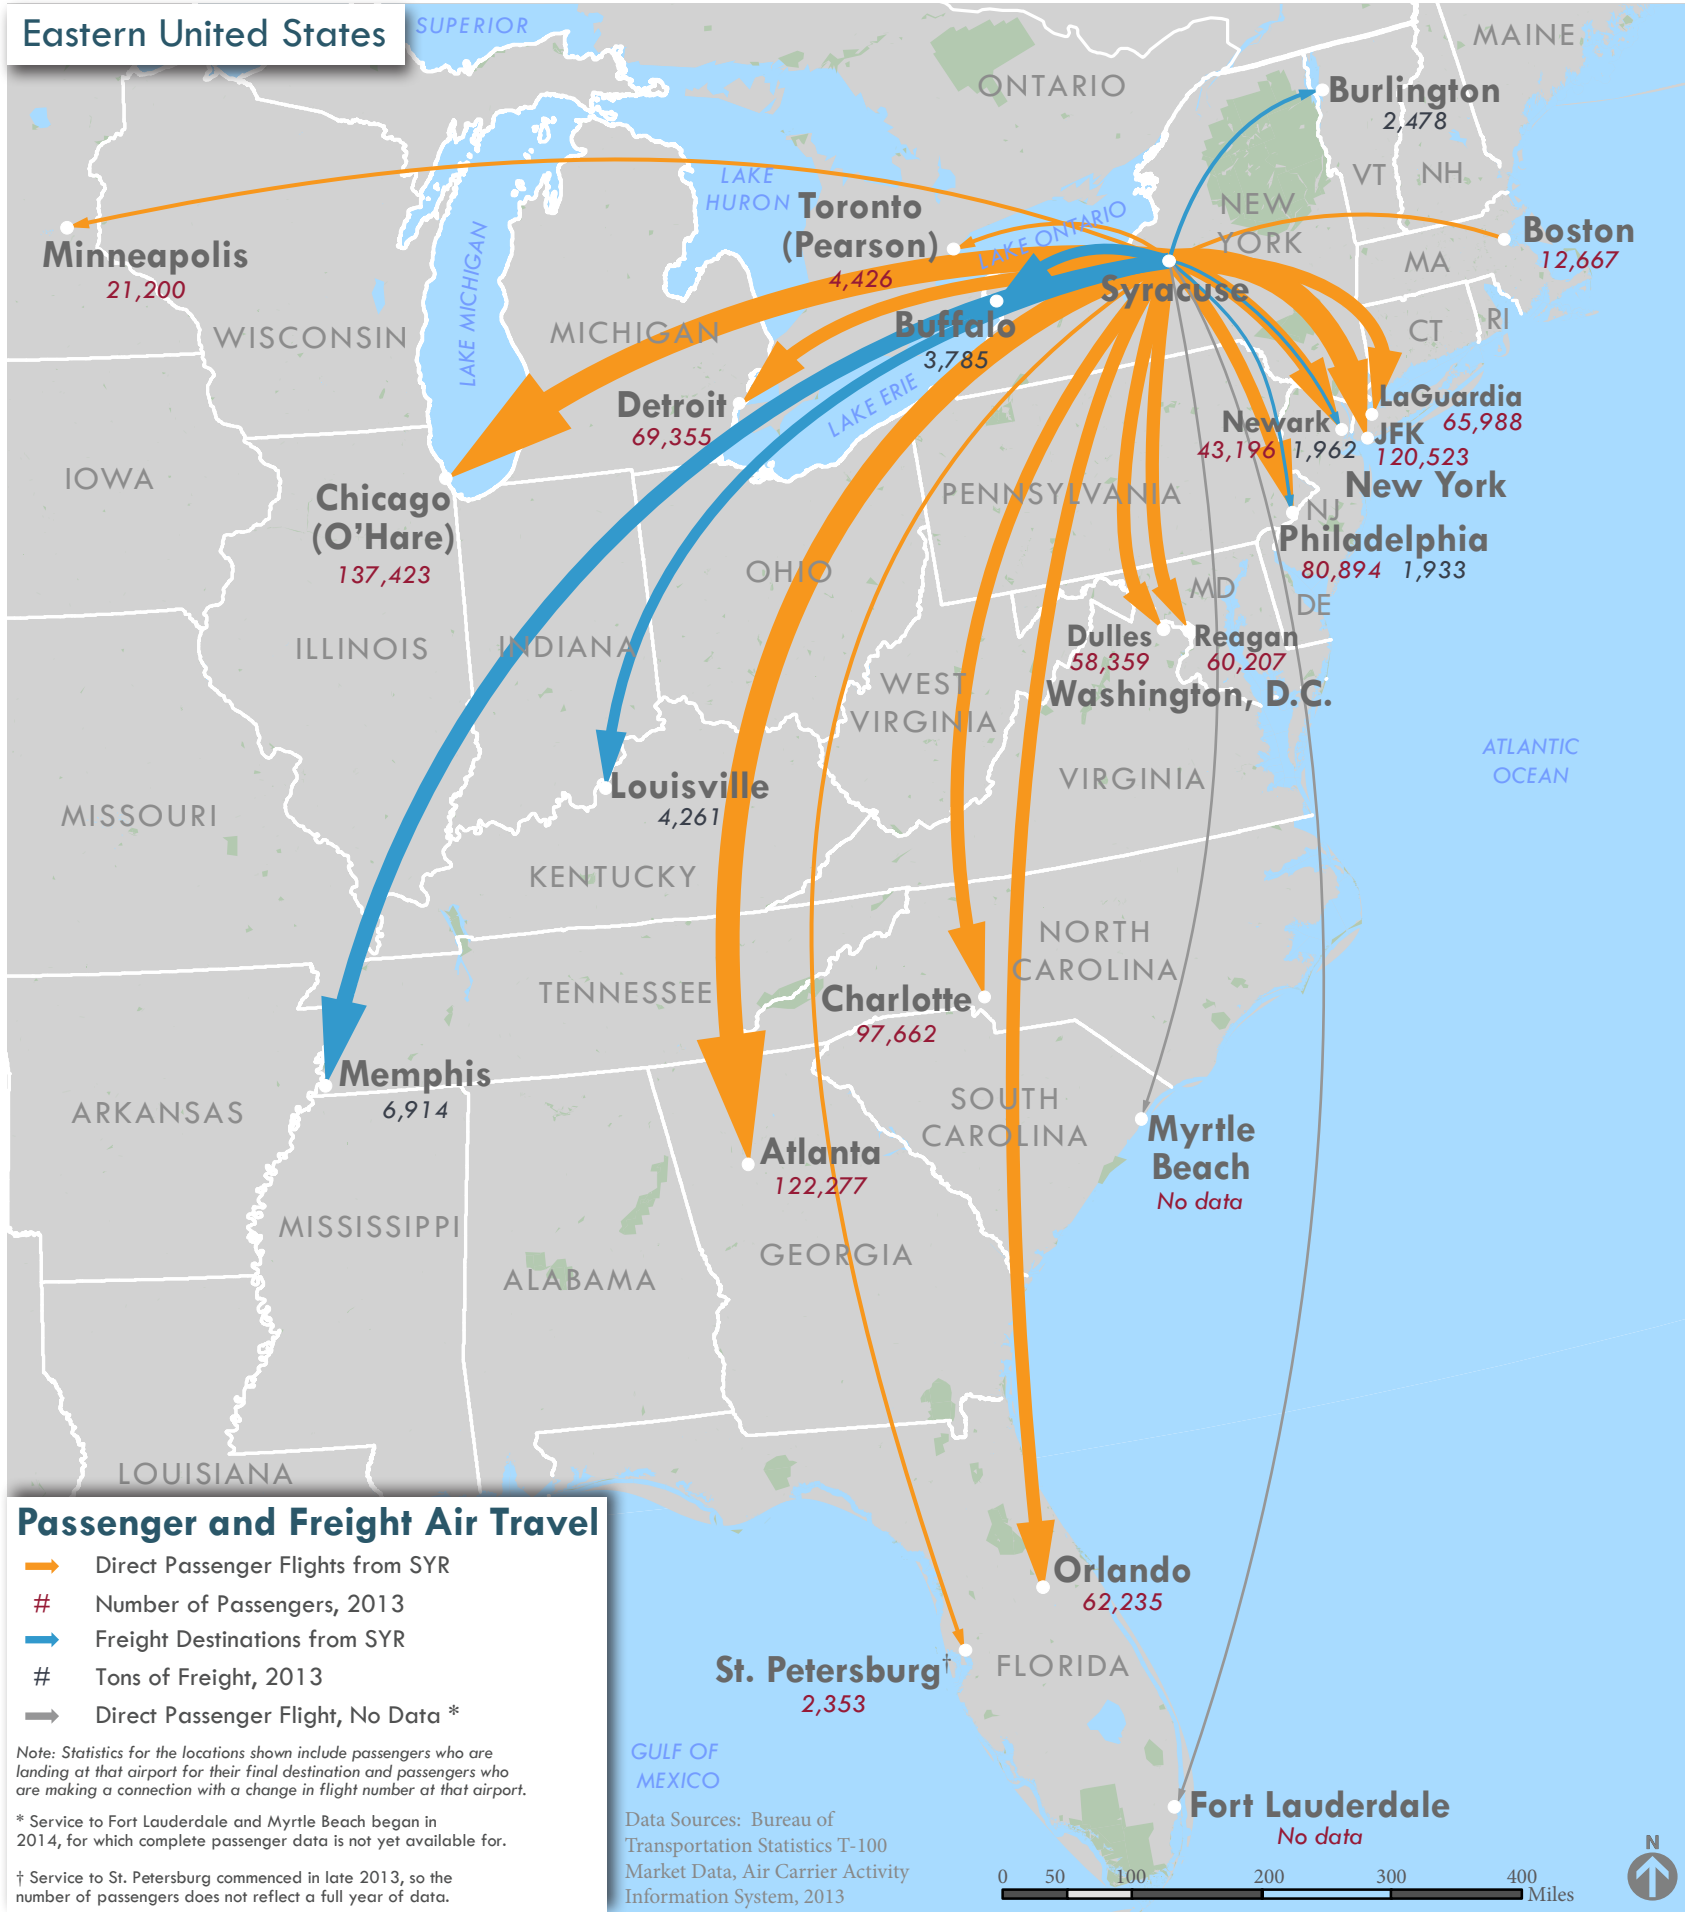 Eastern United States
SUPERIOR
MAINE
ONTARIO
Burlington
2,478
VT
NH
LAKE
HURON
Toronto
(Pearson)
4,426
LAKE ONTARIO
NEW
YORK
Boston
12,667
MA
Minneapolis
21,200
LAKE MICHIGAN
Syracuse
CT
RI
WISCONSIN
MICHIGAN
Buffalo
3,785
Detroit
69,355
LAKE ERIE
LaGuardia
65,988
Newark
43,196 1,962
JFK
120,523
New York
IOWA
Chicago
(O'Hare)
137,423
PENNSYLVANIA
NJ
Philadelphia
80,894 1,933
OHIO
MD
DE
ILLINOIS
INDIANA
Dulles
58,359
Reagan
60,207
Washington, D.C.
WEST
VIRGINIA
ATLANTIC
OCEAN
VIRGINIA
Louisville
4,261
MISSOURI
KENTUCKY
NORTH
CAROLINA
TENNESSEE
Charlotte
97,662
Memphis
6,914
ARKANSAS
SOUTH
CAROLINA
Myrtle
Beach
No data
Atlanta
122,277
MISSISSIPPI
ALABAMA
GEORGIA
LOUISIANA
Orlando
62,235
St. Petersburg†
2,353
FLORIDA
GULF OF
MEXICO
Fort Lauderdale
No data
Passenger and Freight Air Travel
Direct Passenger Flights from SYR
# Number of Passengers, 2013
Freight Destinations from SYR
# Tons of Freight, 2013
Direct Passenger Flight, No Data *
Note: Statistics for the locations shown include passengers who are
landing at that airport for their final destination and passengers who
are making a connection with a change in flight number at that airport.
* Service to Fort Lauderdale and Myrtle Beach began in
2014, for which complete passenger data is not yet available for.
† Service to St. Petersburg commenced in late 2013, so the
number of passengers does not reflect a full year of data.
Data Sources: Bureau of
Transportation Statistics T-100
Market Data, Air Carrier Activity
Information System, 2013
0 50 100 200 300 400
Miles
N